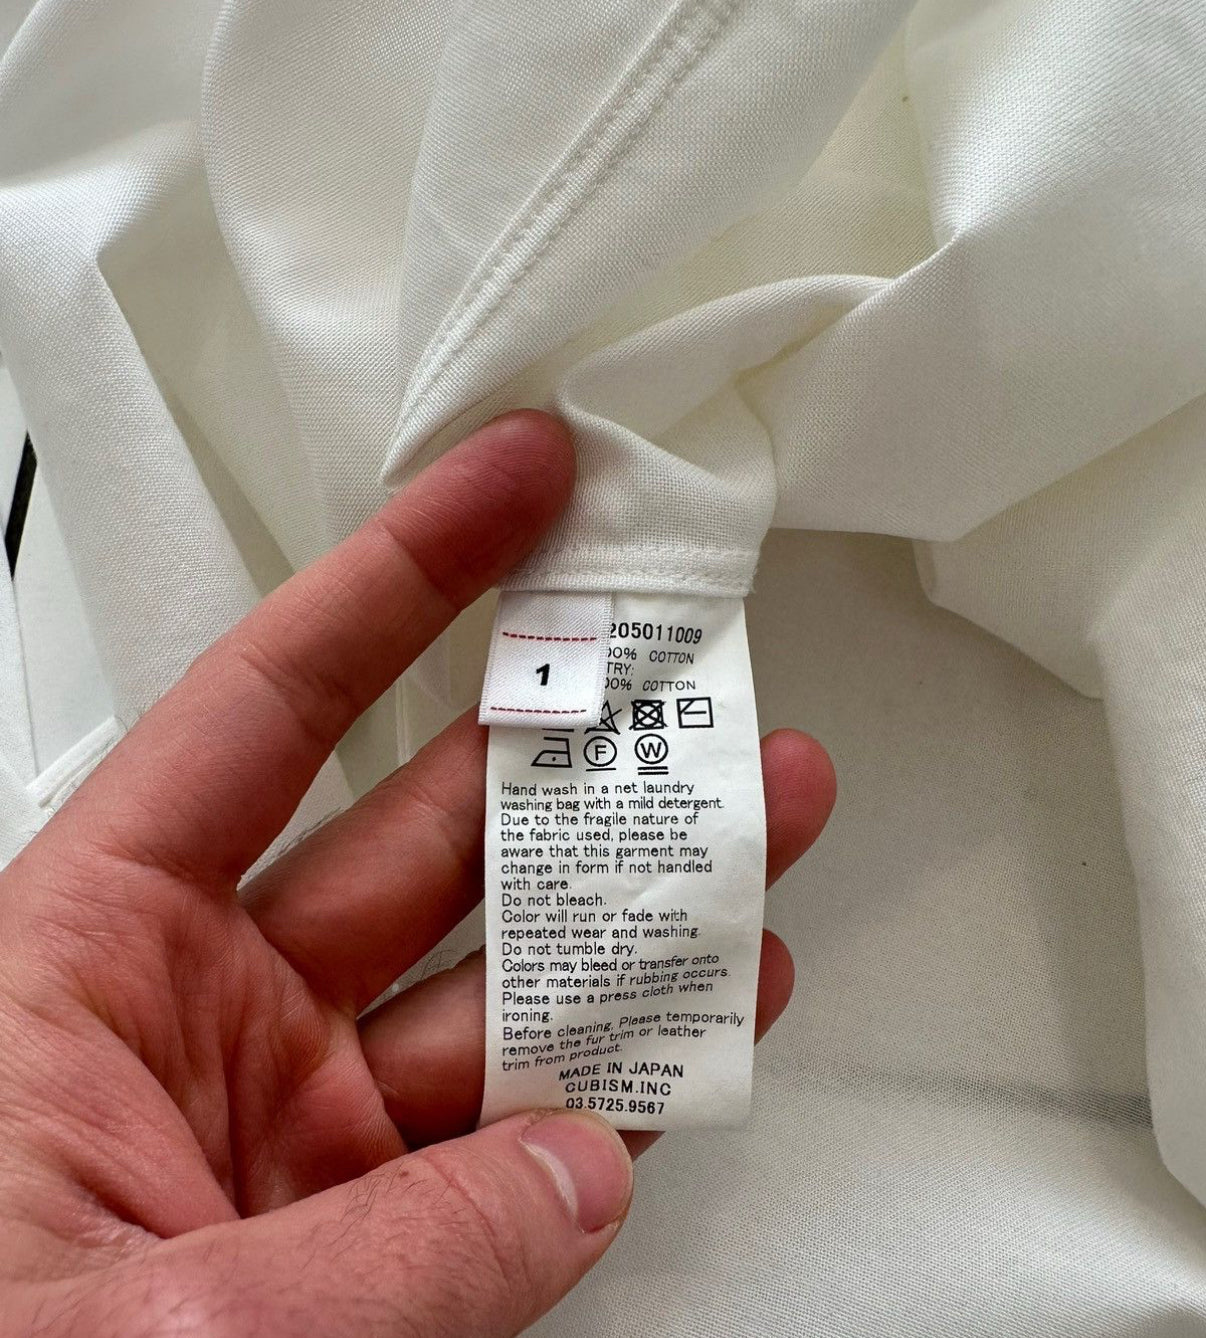 1
205011009
00% COTTON
TRY:
00% COTTON
F W
Hand wash in a net laundry
washing bag with a mild detergent.
Due to the fragile nature of
the fabric used, please be
aware that this garment may
change in form if not handled
with care.
Do not bleach.
Color will run or fade with
repeated wear and washing.
Do not tumble dry.
Colors may bleed or transfer onto
other materials if rubbing occurs.
Please use a press cloth when
ironing.
Before cleaning, Please temporarily
remove the fur trim or leather
trim from product.
MADE IN JAPAN
CUBISM.INC
03.5725.9567